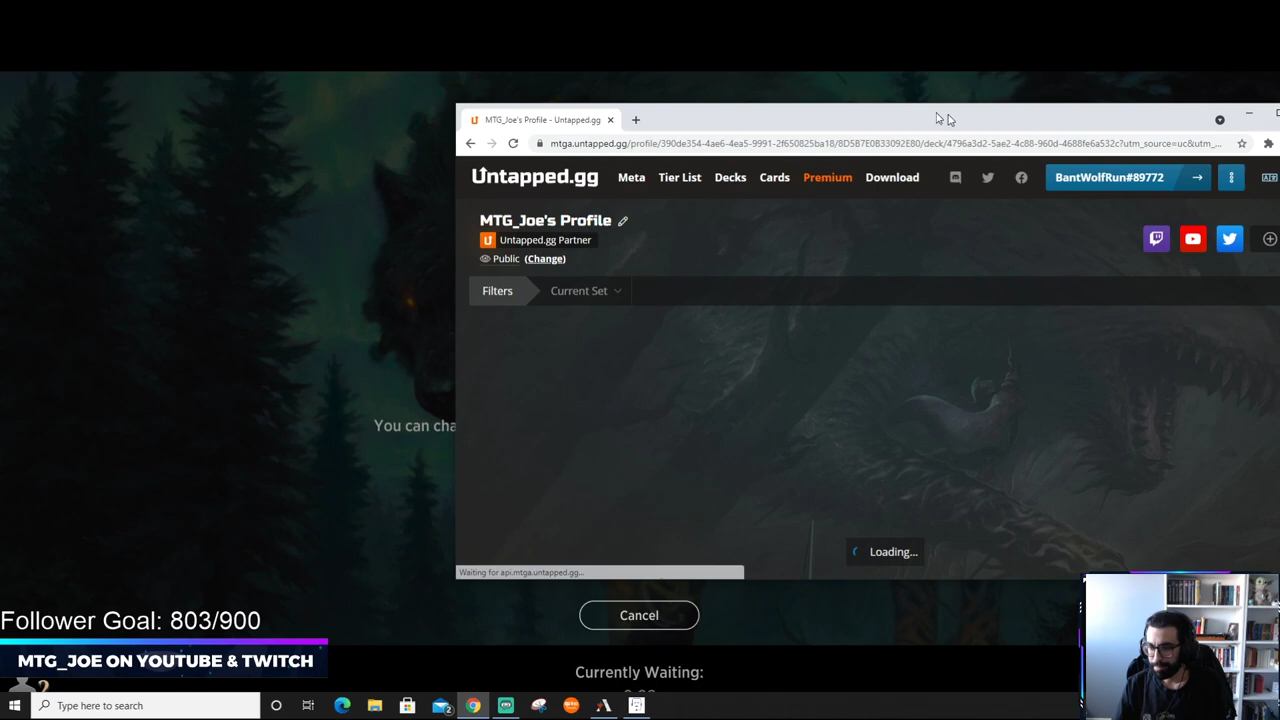 MTG_Joe's Profile - Untapped.gg
mtga.untapped.gg/profile/390de354-4ae6-4ea5-9991-2f650825ba18/8D5B7E0B33092E80/deck/4796a3d2-5ae2-4c88-960d-4688fe6a532c?utm_source=uc&utm_...
Untapped.gg Meta Tier List Decks Cards Premium Download BantWolfRun#89772
MTG_Joe's Profile
Untapped.gg Partner
Public (Change)
Filters Current Set
You can cha
Loading...
Waiting for api.mtga.untapped.gg...
Cancel
Follower Goal: 803/900
MTG_JOE ON YOUTUBE & TWITCH
Currently Waiting:
Type here to search